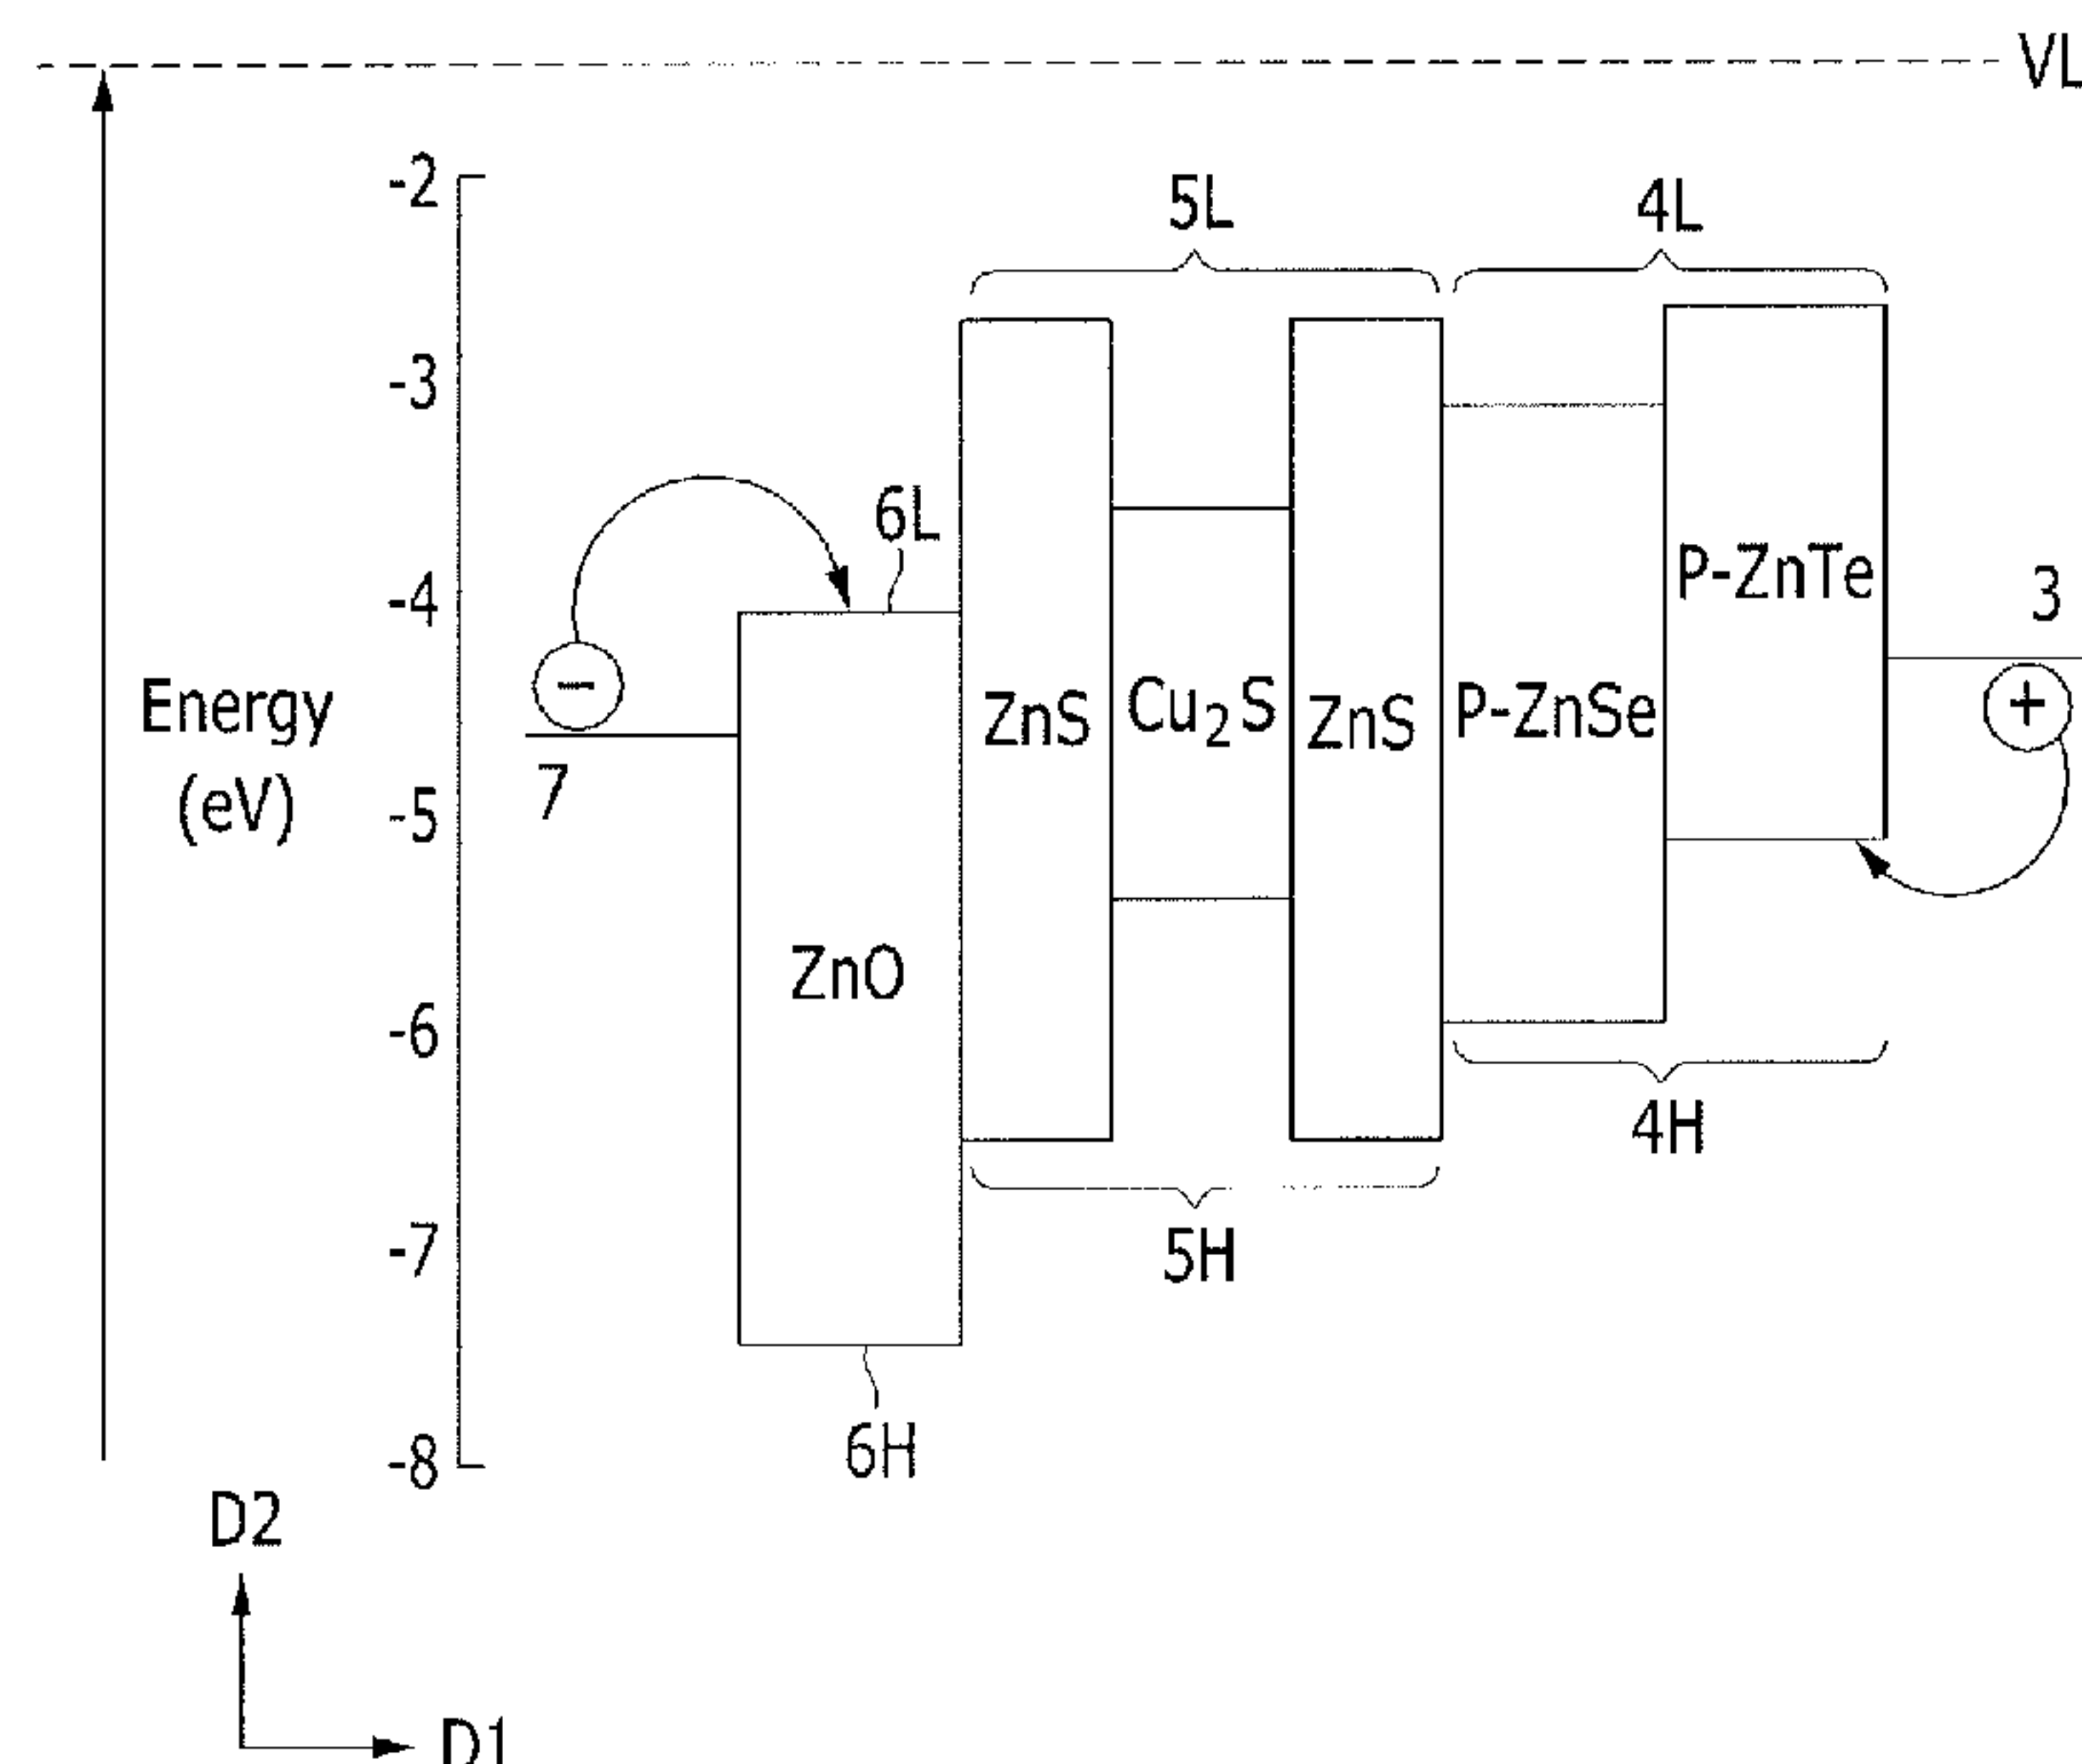 VL
-2
5L
4L
-3
6L
-4
P-ZnTe
3
Energy
(eV)
-
ZnS
Cu₂S
ZnS
P-ZnSe
+
7
-5
ZnO
-6
4H
-7
5H
6H
-8
D2
D1